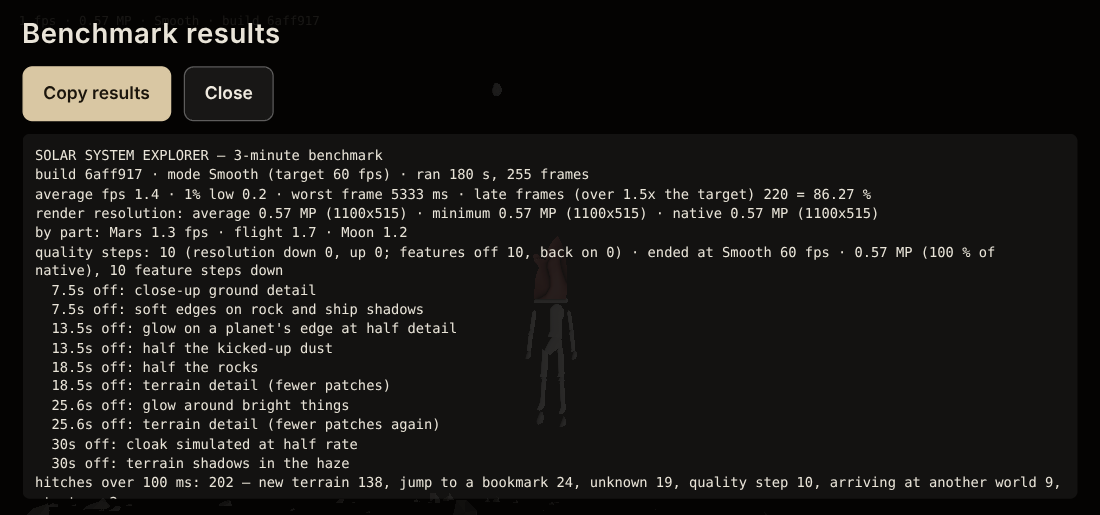 1 fps · 0.57 MP · Smooth · build 6aff917
Benchmark results
Copy results
Close
SOLAR SYSTEM EXPLORER — 3-minute benchmark
build 6aff917 · mode Smooth (target 60 fps) · ran 180 s, 255 frames
average fps 1.4 · 1% low 0.2 · worst frame 5333 ms · late frames (over 1.5x the target) 220 = 86.27 %
render resolution: average 0.57 MP (1100x515) · minimum 0.57 MP (1100x515) · native 0.57 MP (1100x515)
by part: Mars 1.3 fps · flight 1.7 · Moon 1.2
quality steps: 10 (resolution down 0, up 0; features off 10, back on 0) · ended at Smooth 60 fps · 0.57 MP (100 % of
native), 10 feature steps down
7.5s off: close-up ground detail
7.5s off: soft edges on rock and ship shadows
13.5s off: glow on a planet's edge at half detail
13.5s off: half the kicked-up dust
18.5s off: half the rocks
18.5s off: terrain detail (fewer patches)
25.6s off: glow around bright things
25.6s off: terrain detail (fewer patches again)
30s off: cloak simulated at half rate
30s off: terrain shadows in the haze
hitches over 100 ms: 202 — new terrain 138, jump to a bookmark 24, unknown 19, quality step 10, arriving at another world 9,